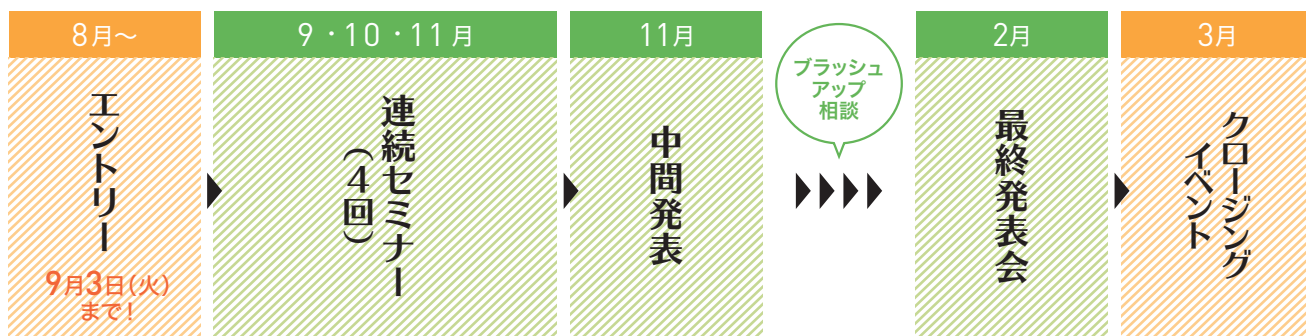 8月～
エントリー
9月3日(火)
まで!
9・10・11月
連続セミナー
(4回)
11月
中間発表
ブラッシュ
アップ
相談
2月
最終発表会
3月
クロージング
イベント